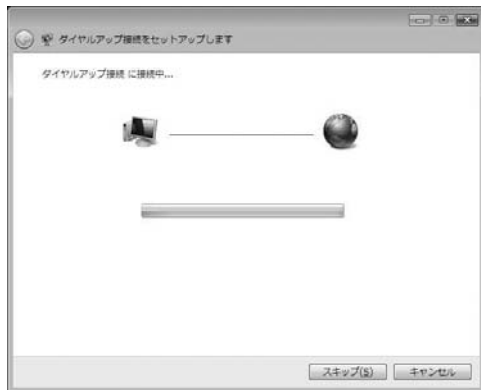 ダイヤルアップ接続をセットアップします
ダイヤルアップ接続 に接続中...
スキップ(S)
キャンセル